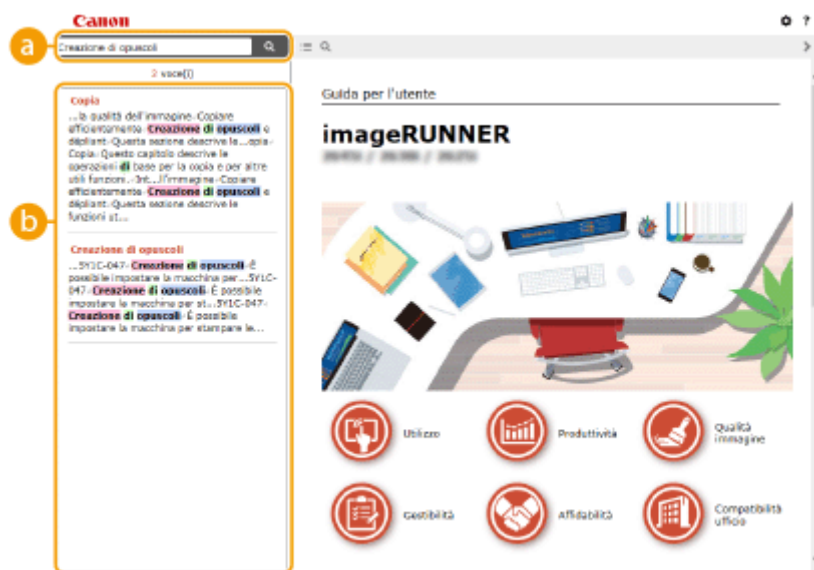 Canon
?
a
Creazione di opuscoli
2 voce(i)
b
Copia
...la qualità dell'immagine-Copiare
efficientemente-Creazione di opuscoli e
dépliant-Questa sezione descrive le...opia-
Copia-Questo capitolo descrive le
operazioni di base per la copia e per altre
utili funzioni.-Int...l'immagine-Copiare
efficientemente-Creazione di opuscoli e
dépliant-Questa sezione descrive le
funzioni ut...
Creazione di opuscoli
...5Y1C-047-Creazione di opuscoli-È
possibile impostare la macchina per...5Y1C-
047-Creazione di opuscoli-È possibile
impostare la macchina per st...5Y1C-047-
Creazione di opuscoli-È possibile
impostare la macchina per stampare le...
Guida per l'utente
imageRUNNER
Utilizzo
Produttività
Qualità
immagine
Gestibilità
Affidabilità
Compatibilità
ufficio